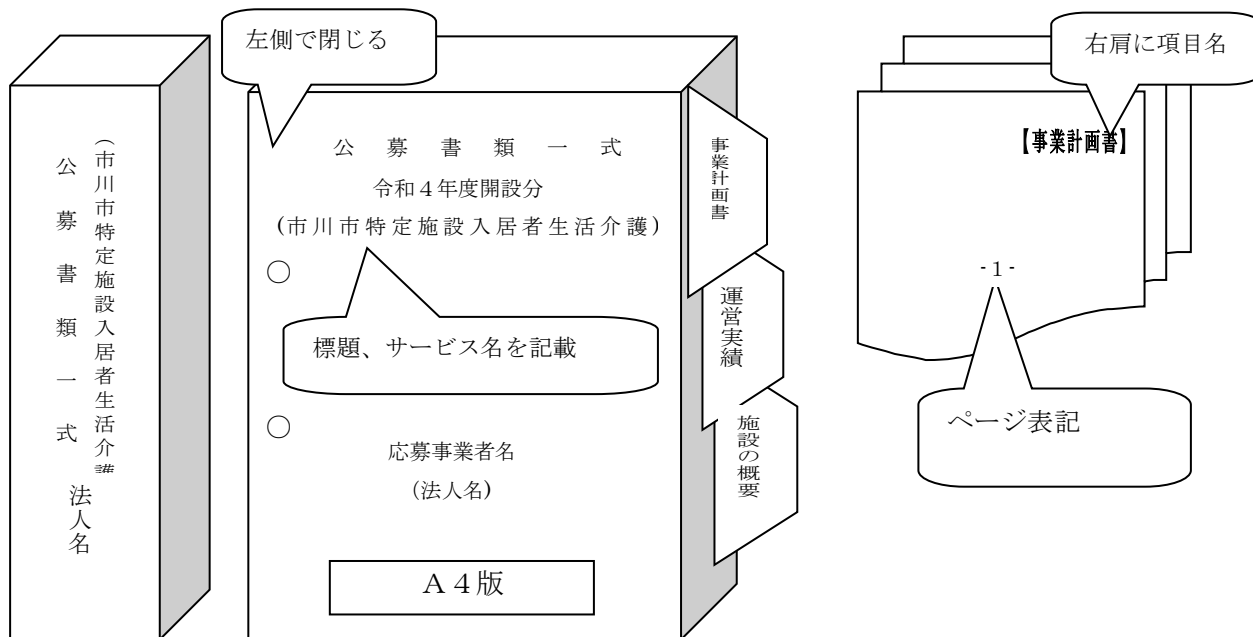 (市川市特定施設入居者生活介護
公募書類一式
法人名
左側で閉じる
公募書類一式
令和４年度開設分
(市川市特定施設入居者生活介護)
標題、サービス名を記載
応募事業者名
(法人名)
Ａ４版
事業計画書
運営実績
施設の概要
右肩に項目名
【事業計画書】
- 1 -
ページ表記